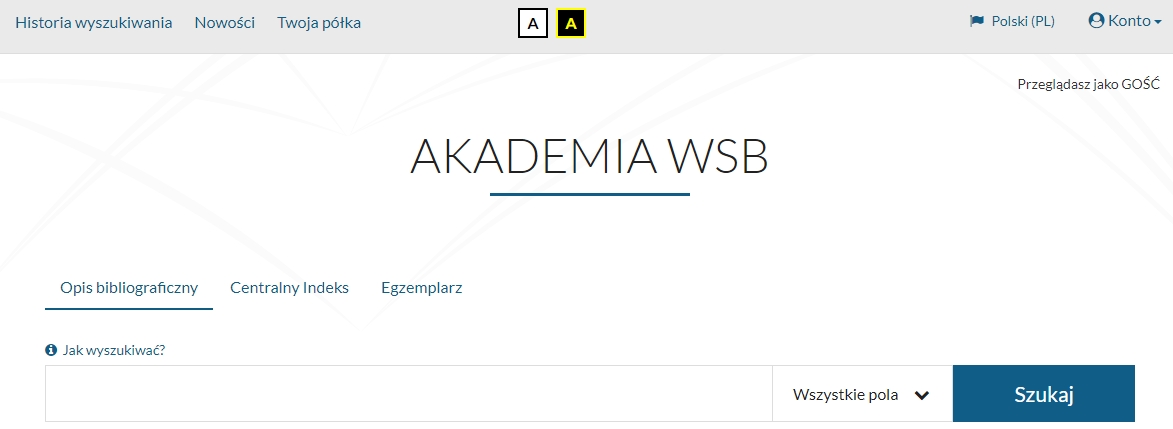 Historia wyszukiwania Nowości Twoja półka A A Polski (PL) Konto
Przeglądasz jako GOŚĆ
AKADEMIA WSB
Opis bibliograficzny Centralny Indeks Egzemplarz
Jak wyszukiwać?
Wszystkie pola Szukaj